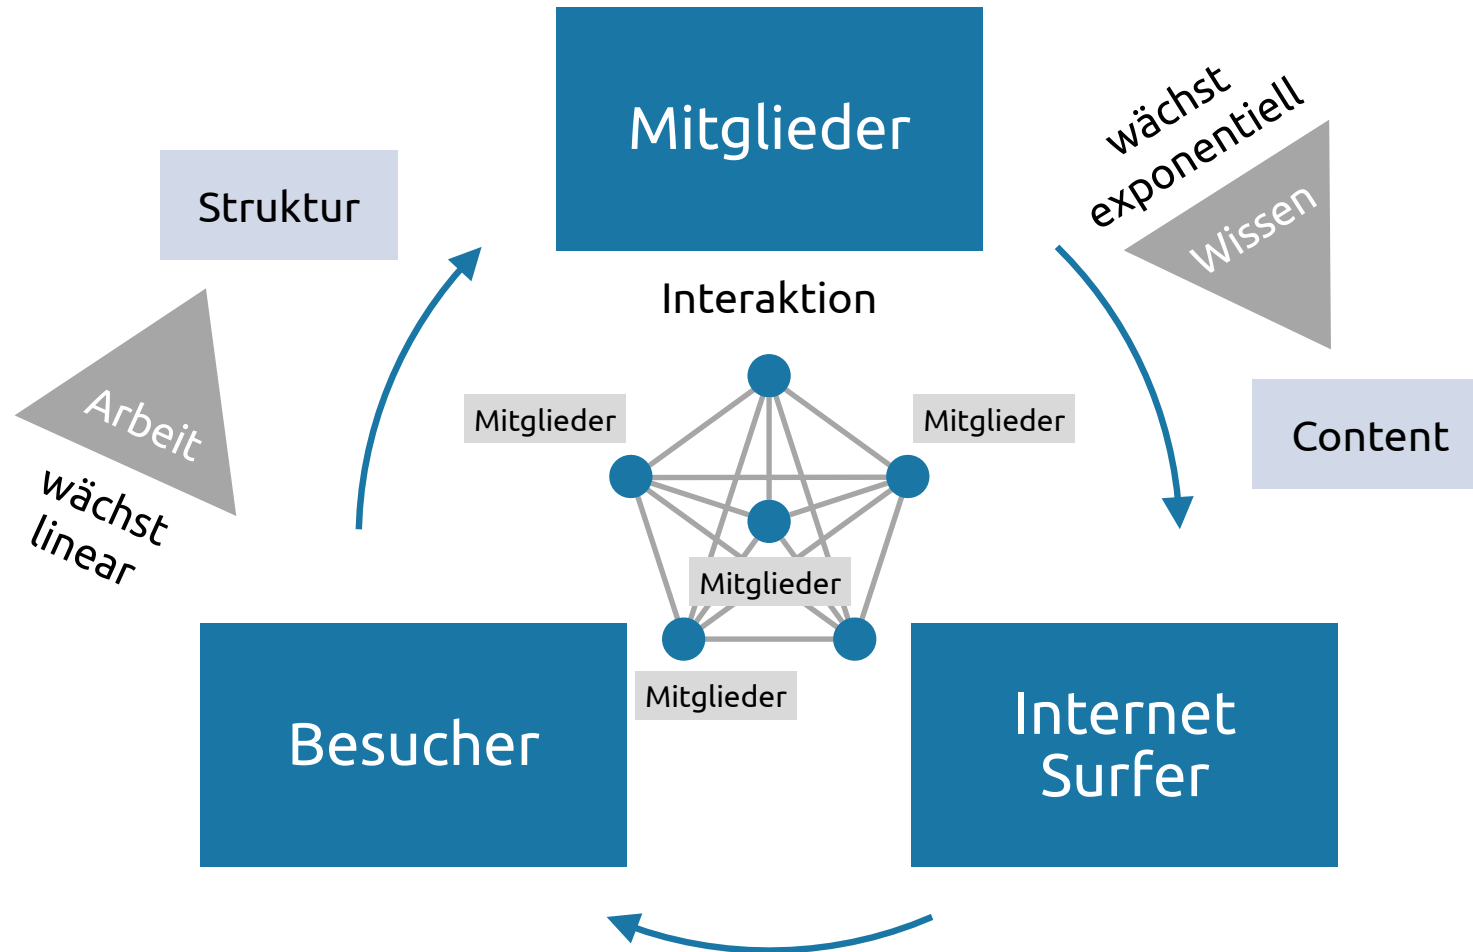 Mitglieder
wächst
exponentiell
Wissen
Struktur
Interaktion
Arbeit
wächst
linear
Mitglieder
Mitglieder
Content
Mitglieder
Mitglieder
Besucher
Internet
Surfer